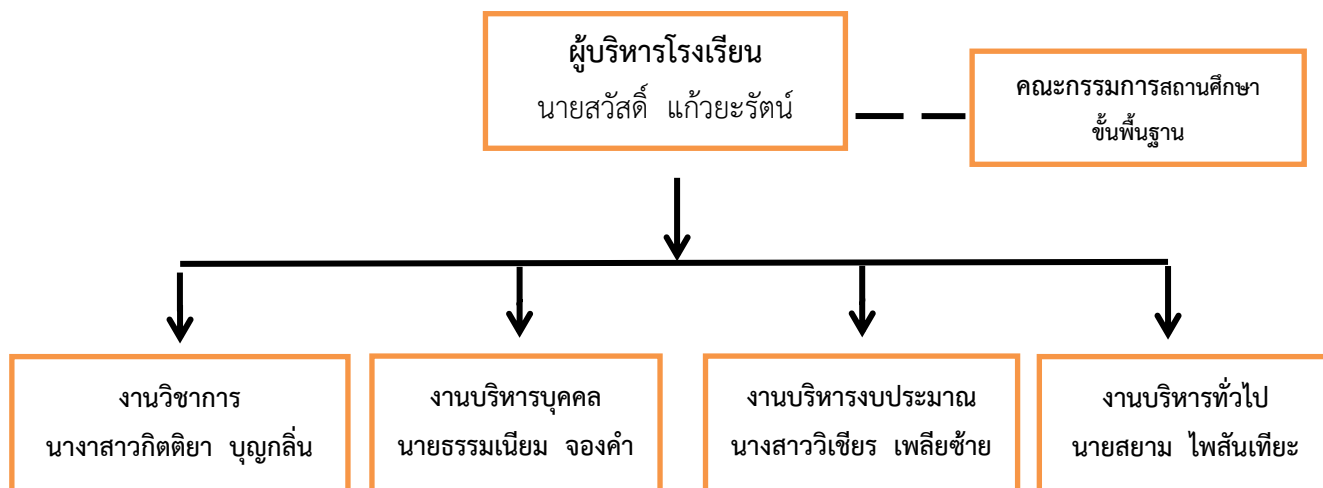 ผู้บริหารโรงเรียน
นายสวัสดิ์ แก้วยะรัตน์
คณะกรรมการสถานศึกษา
ขั้นพื้นฐาน
งานวิชาการ
นางาสาวกิตติยา บุญกลิ่น
งานบริหารบุคคล
นายธรรมเนียม จองคำ
งานบริหารงบประมาณ
นางสาววิเชียร เพลียซ้าย
งานบริหารทั่วไป
นายสยาม ไพสันเทียะ